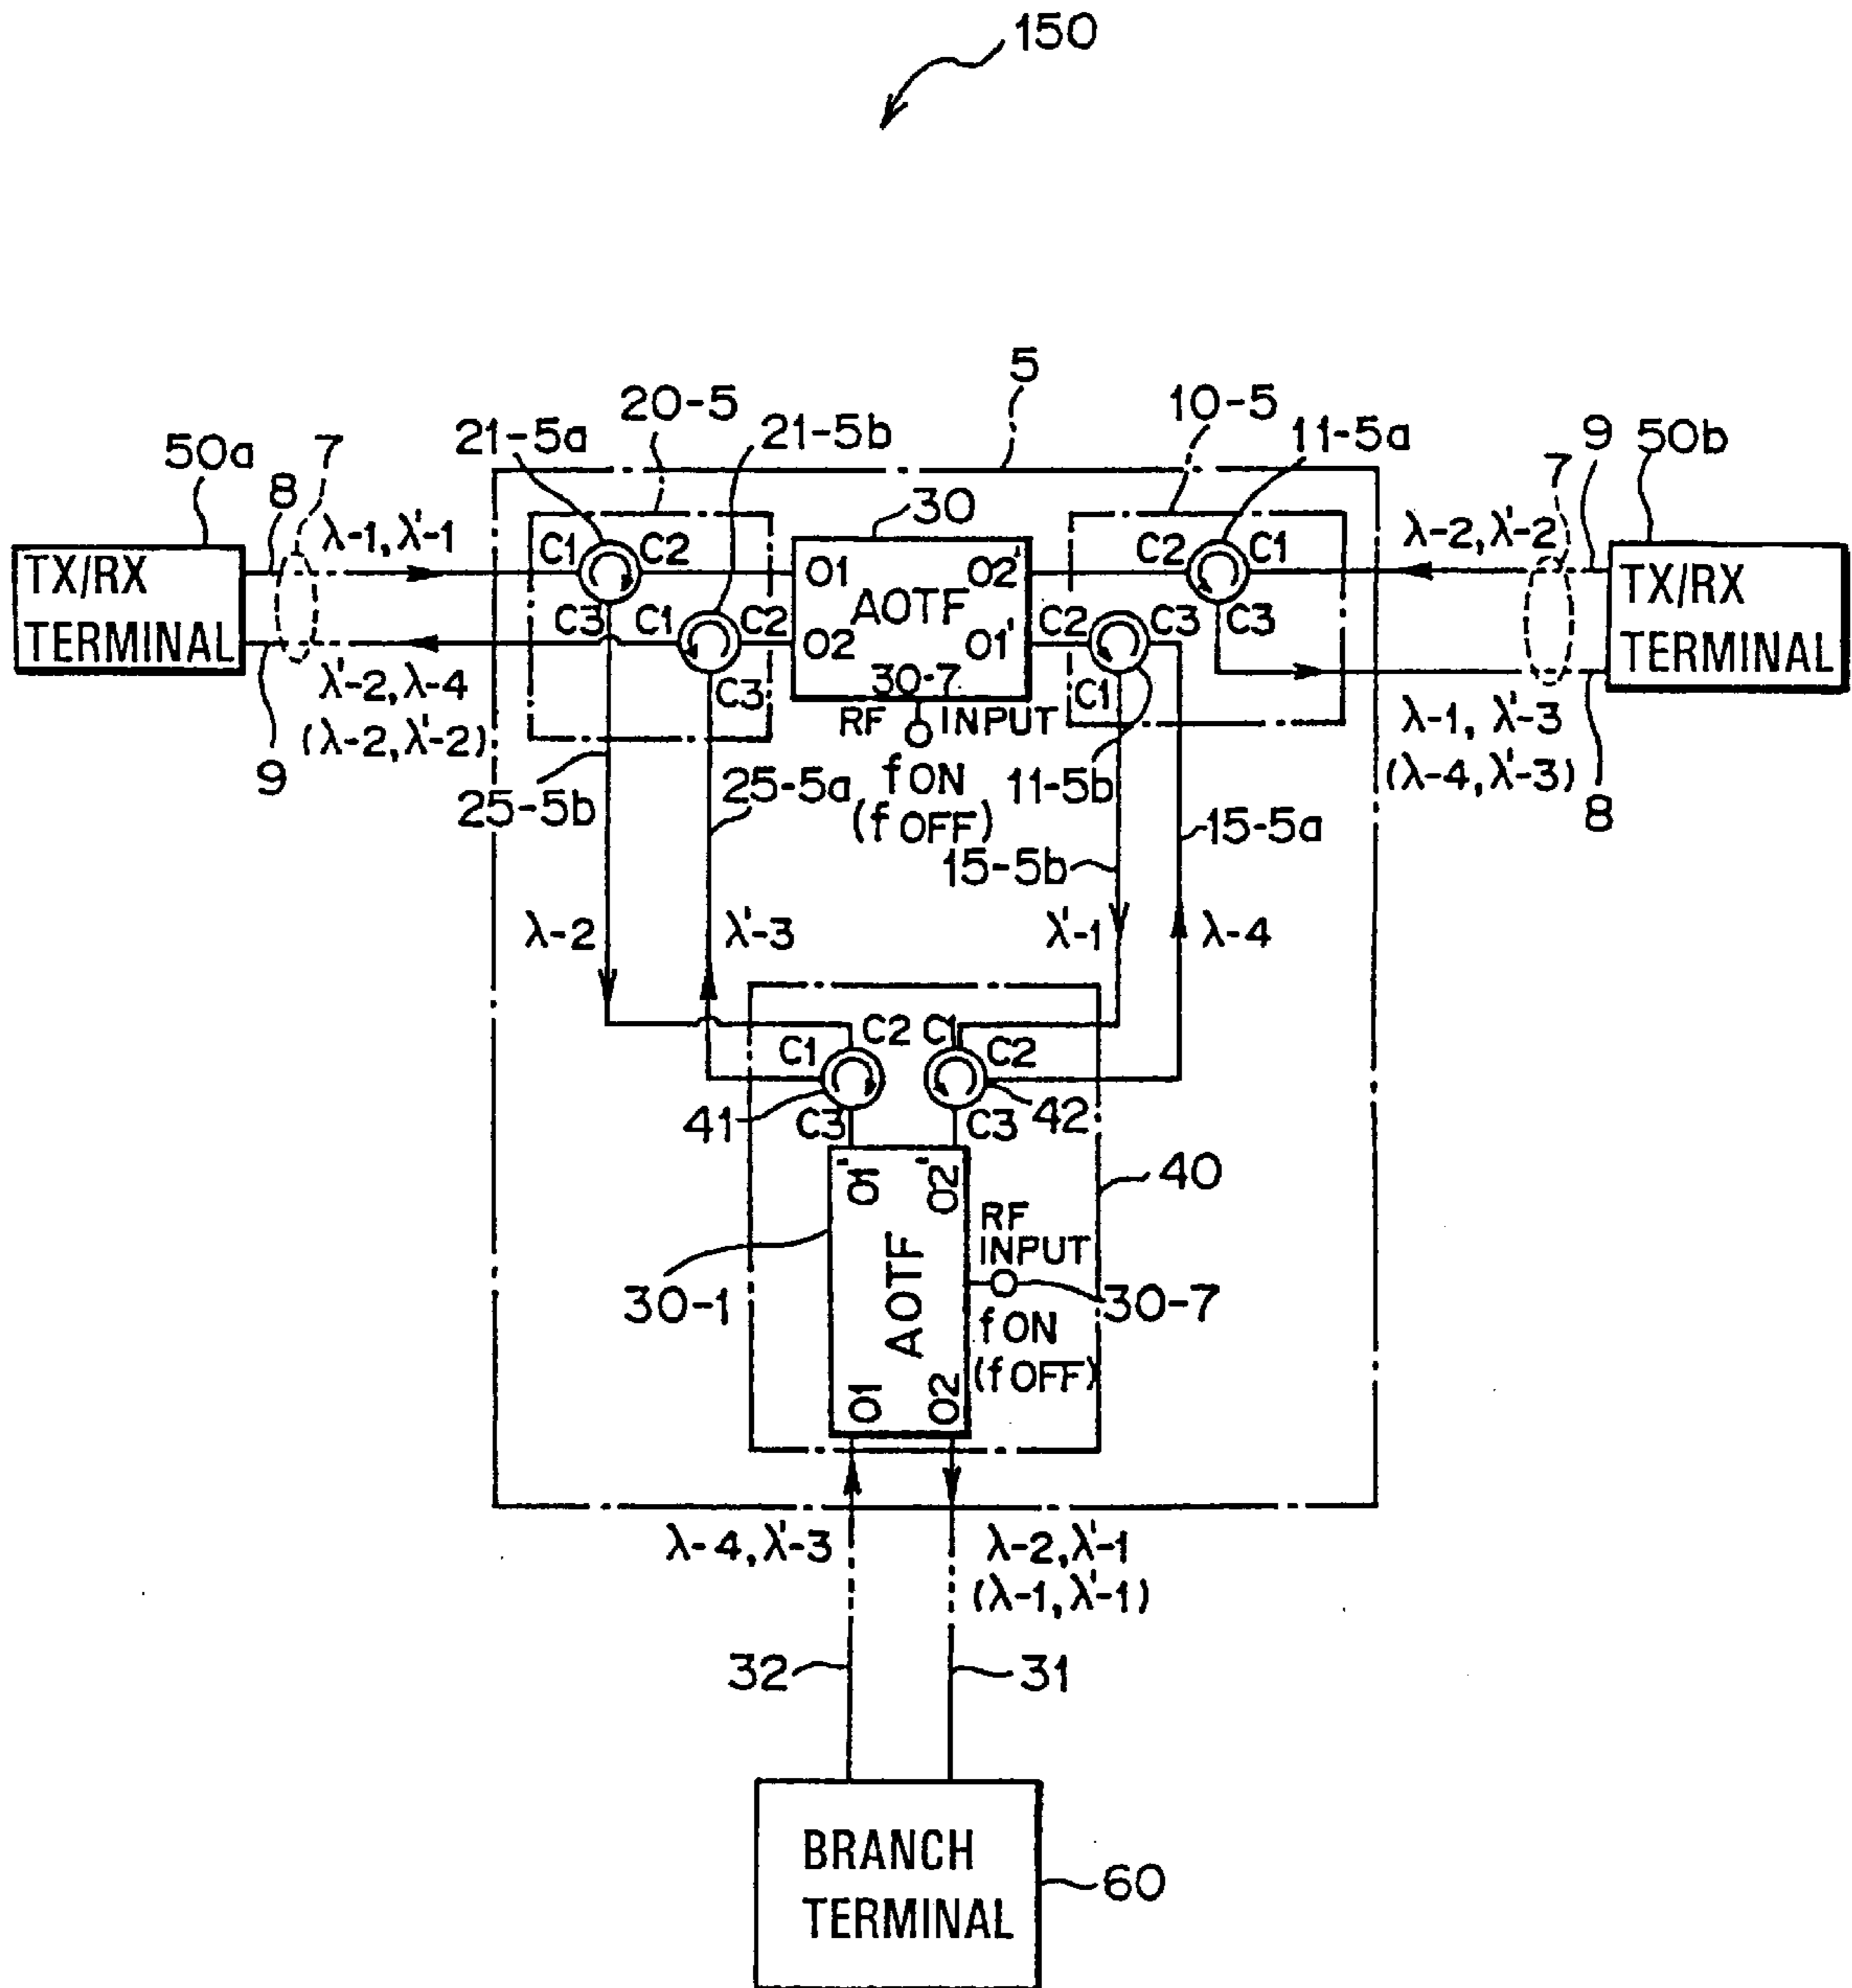 150
5
20-5
10-5
21-5a
21-5b
11-5a
50a
7
8
30
9
7
50b
λ-1, λ'-1
λ-2, λ'-2
TX/RX
TERMINAL
C1
C2
C3
C1
C2
C3
O1
O2'
AOTF
O2
O1'
30-7
RF INPUT
fON
(fOFF)
C2
C1
C3
C2
C3
C1
TX/RX
TERMINAL
λ'-2, λ-4
(λ-2, λ'-2)
9
λ-1, λ'-3
(λ-4, λ'-3)
8
25-5b
25-5a
11-5b
15-5a
15-5b
λ-2
λ'-3
λ'-1
λ-4
C1
C2
C1
C2
41
C3
C3
42
40
O1'
O2'
RF
INPUT
30-1
AOTF
30-7
fON
(fOFF)
O1
O2
λ-4, λ'-3
λ-2, λ'-1
(λ-1, λ'-1)
32
31
BRANCH
TERMINAL
60